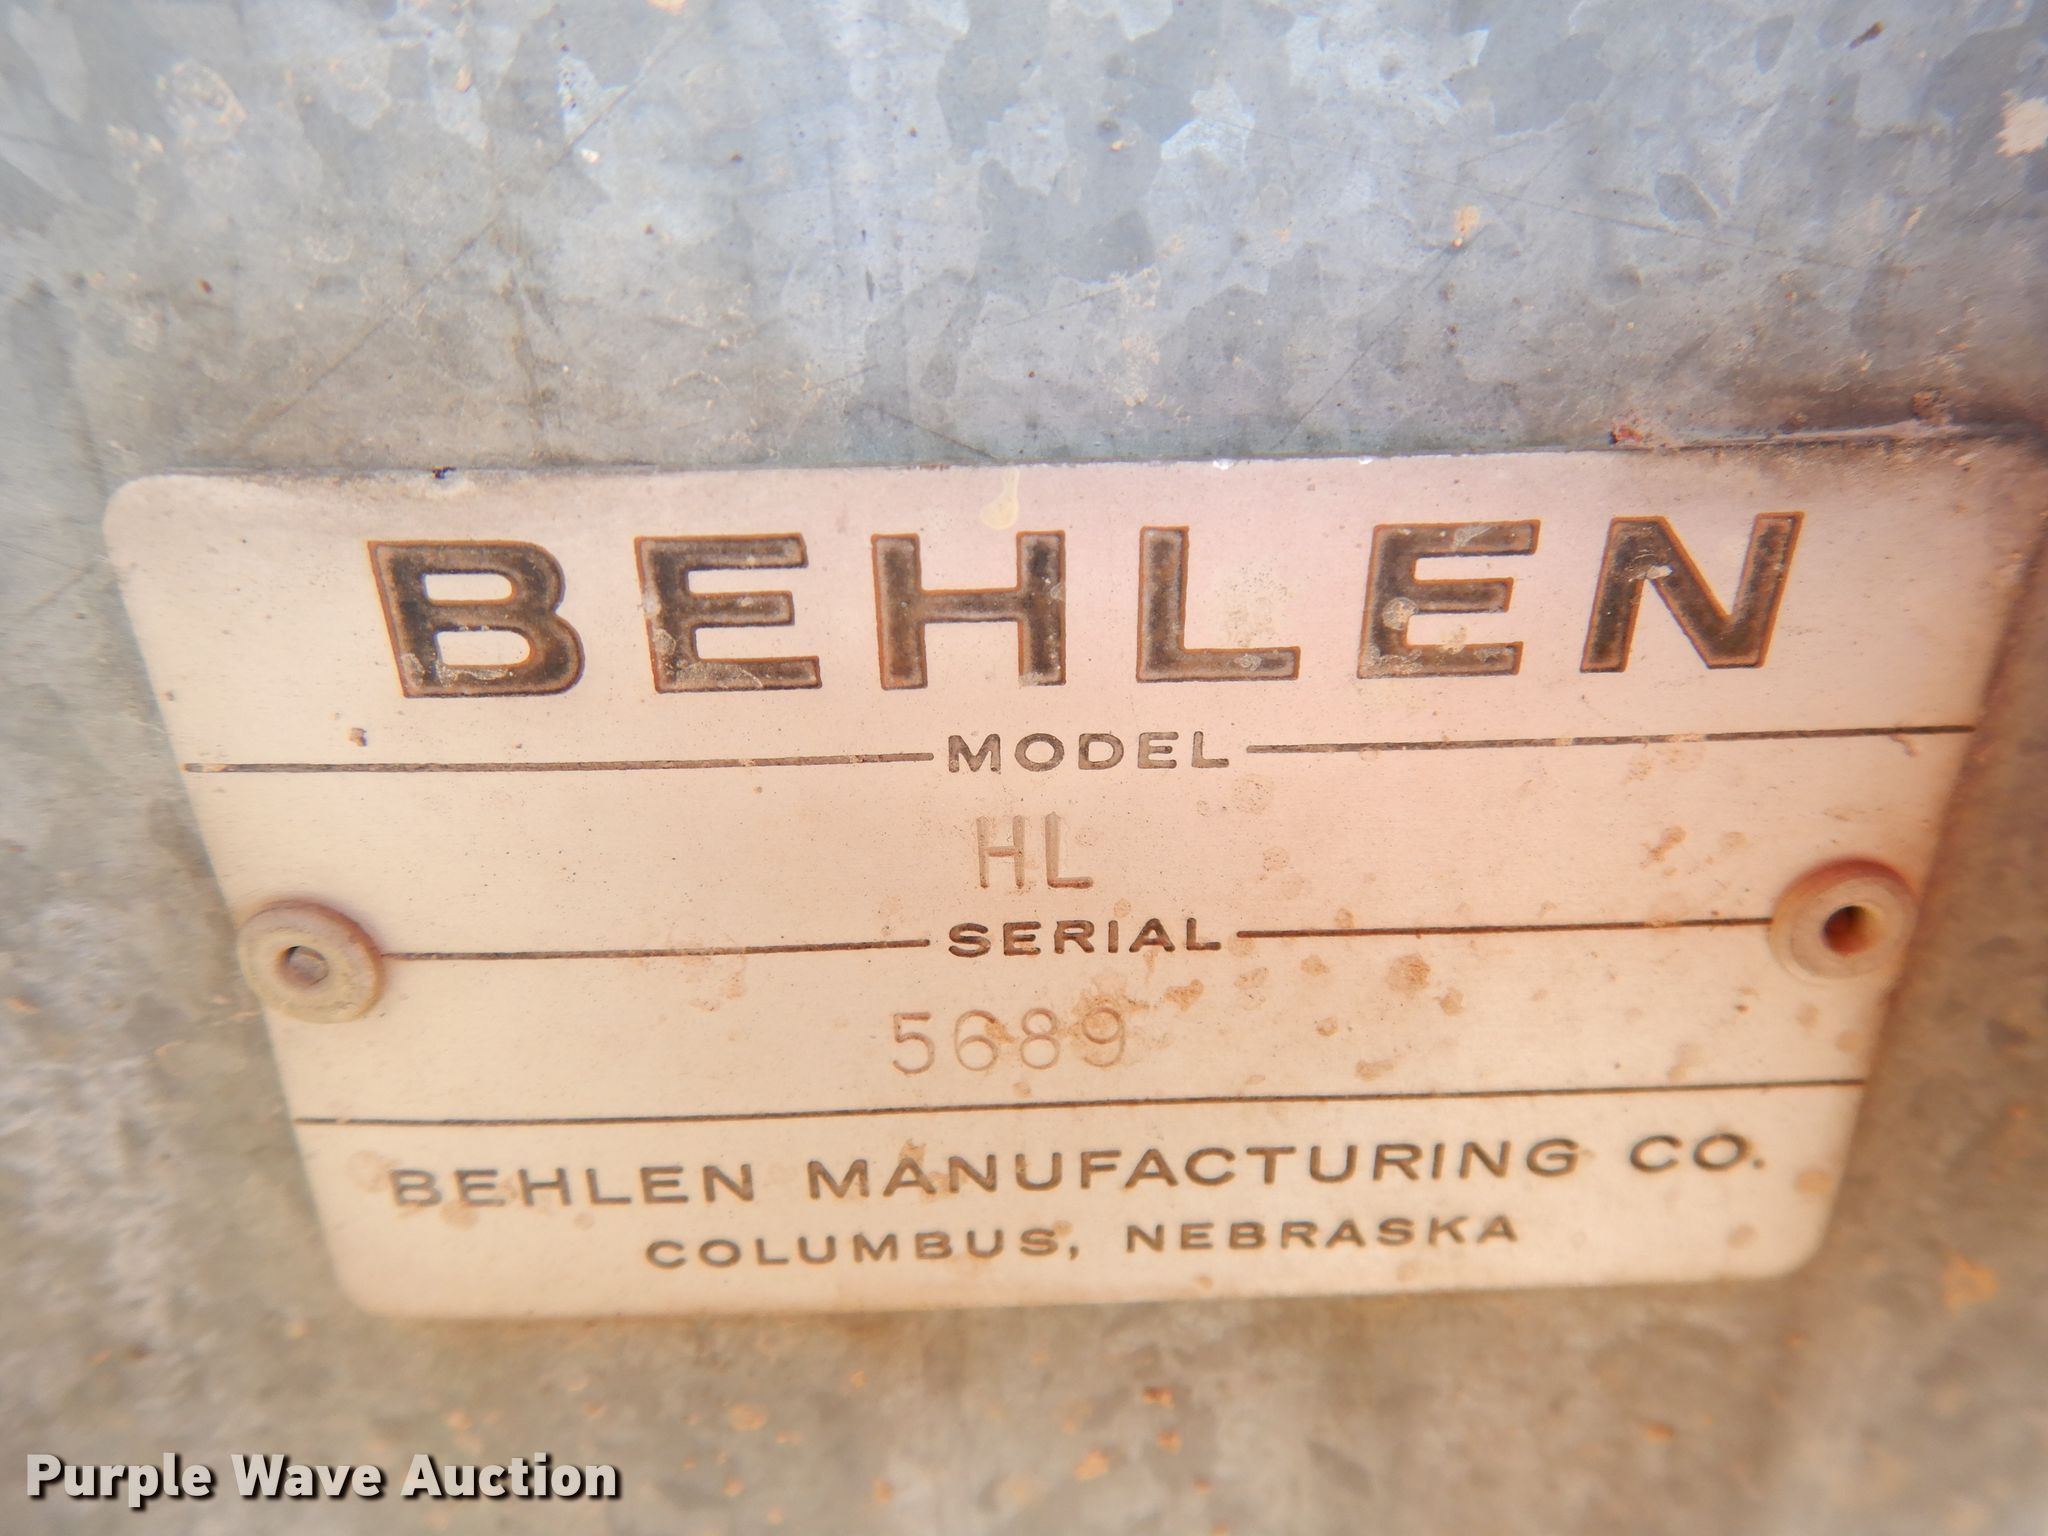 BEHLEN
MODEL
HL
SERIAL
5689
BEHLEN MANUFACTURING CO.
COLUMBUS, NEBRASKA
Purple Wave Auction